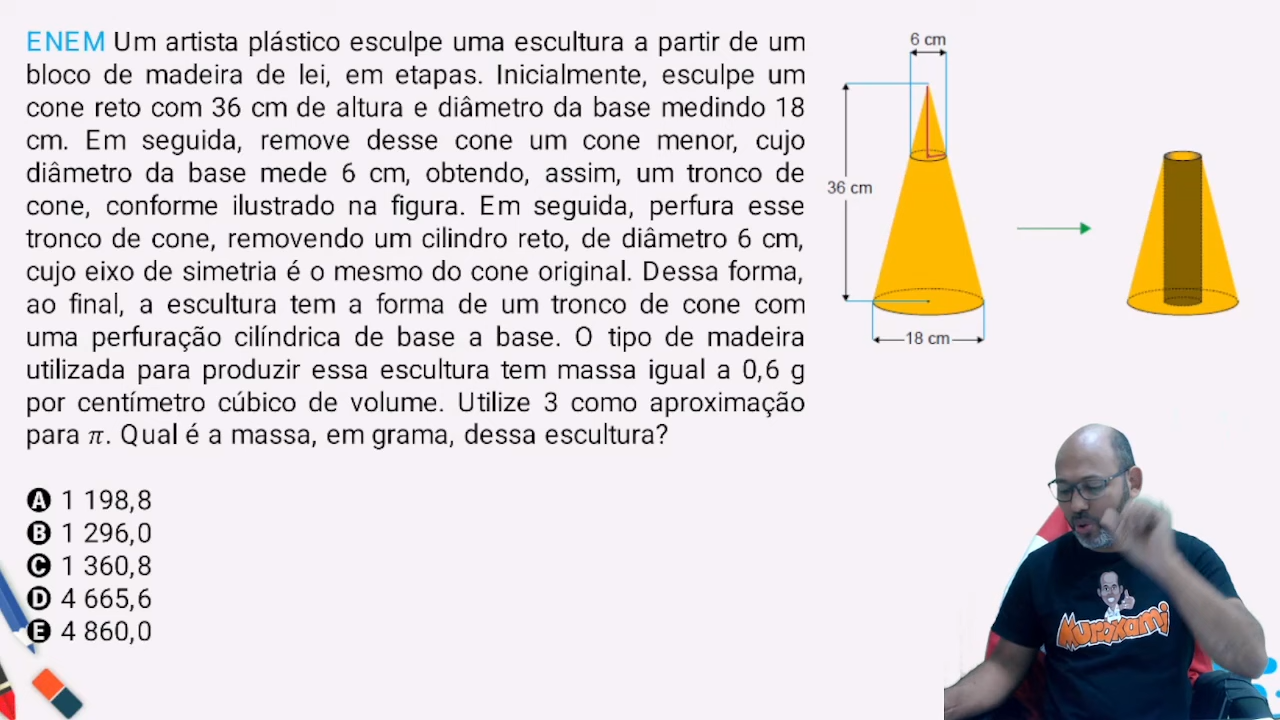 ENEM Um artista plástico esculpe uma escultura a partir de um
bloco de madeira de lei, em etapas. Inicialmente, esculpe um
cone reto com 36 cm de altura e diâmetro da base medindo 18
cm. Em seguida, remove desse cone um cone menor, cujo
diâmetro da base mede 6 cm, obtendo, assim, um tronco de
cone, conforme ilustrado na figura. Em seguida, perfura esse
tronco de cone, removendo um cilindro reto, de diâmetro 6 cm,
cujo eixo de simetria é o mesmo do cone original. Dessa forma,
ao final, a escultura tem a forma de um tronco de cone com
uma perfuração cilíndrica de base a base. O tipo de madeira
utilizada para produzir essa escultura tem massa igual a 0,6 g
por centímetro cúbico de volume. Utilize 3 como aproximação
para π. Qual é a massa, em grama, dessa escultura?
A 1 198,8
B 1 296,0
C 1 360,8
D 4 665,6
E 4 860,0
6 cm
36 cm
18 cm
Murakami